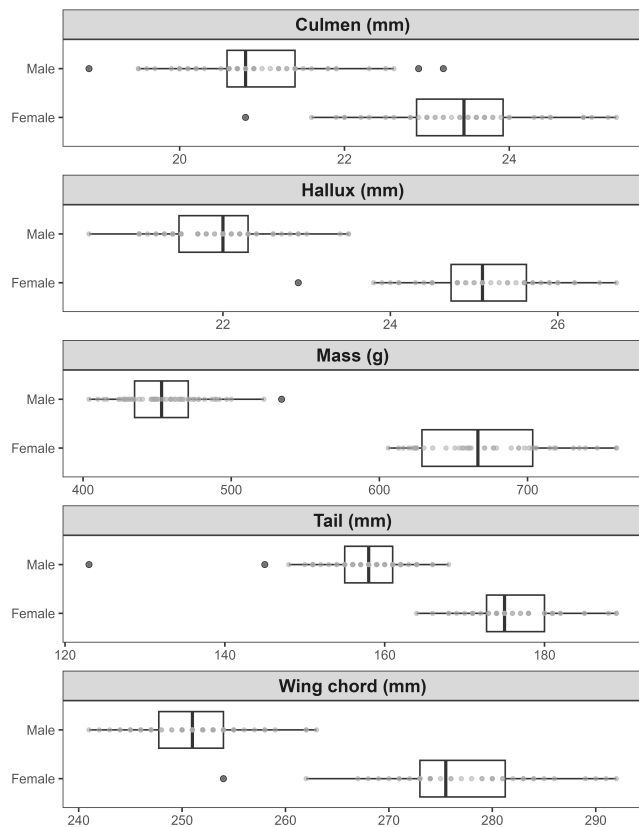 Culmen (mm)
Male
Female
20 22 24
Hallux (mm)
Male
Female
22 24 26
Mass (g)
Male
Female
400 500 600 700
Tail (mm)
Male
Female
120 140 160 180
Wing chord (mm)
Male
Female
240 250 260 270 280 290